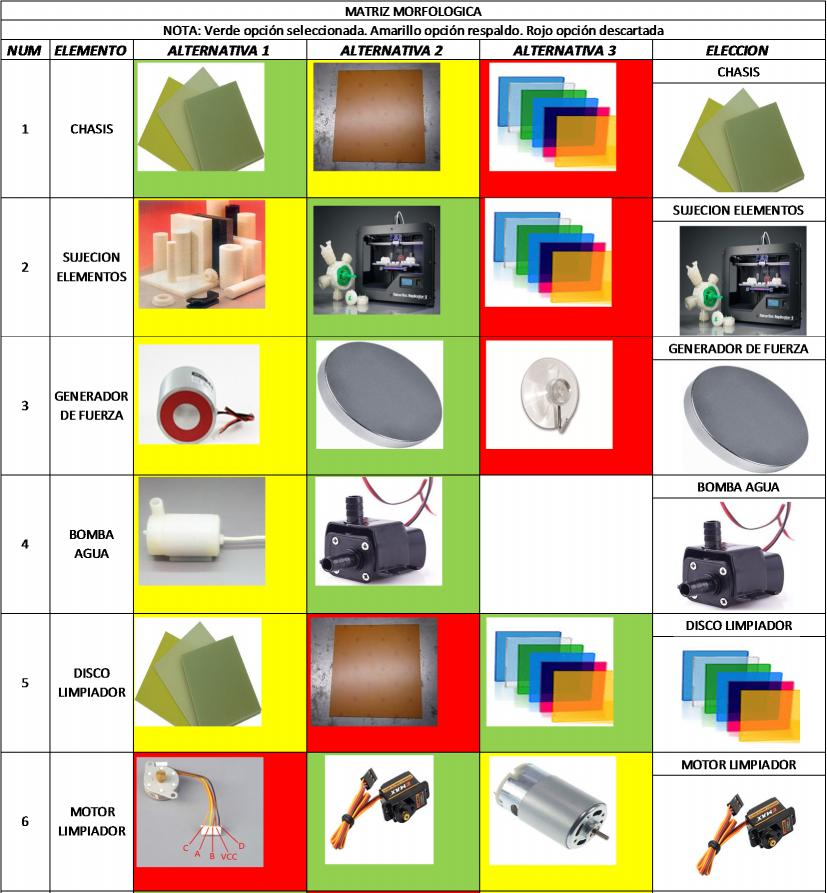 MATRIZ MORFOLOGICA
NOTA: Verde opción seleccionada. Amarillo opción respaldo. Rojo opción descartada
NUM ELEMENTO ALTERNATIVA 1 ALTERNATIVA 2 ALTERNATIVA 3 ELECCION
1 CHASIS CHASIS
2 SUJECION ELEMENTOS SUJECION ELEMENTOS
3 GENERADOR DE FUERZA GENERADOR DE FUERZA
4 BOMBA AGUA BOMBA AGUA
5 DISCO LIMPIADOR DISCO LIMPIADOR
6 MOTOR LIMPIADOR MOTOR LIMPIADOR
C A B VCC D